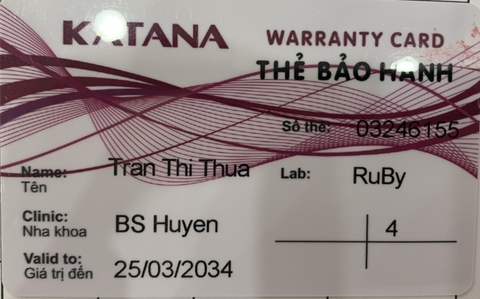 KATANA WARRANTY CARD
THẺ BẢO HÀNH
Số thẻ: 03246155
Name: Tran Thi Thua Lab: RuBy
Tên
Clinic: BS Huyen 4
Nha khoa
Valid to: 25/03/2034
Giá trị đến